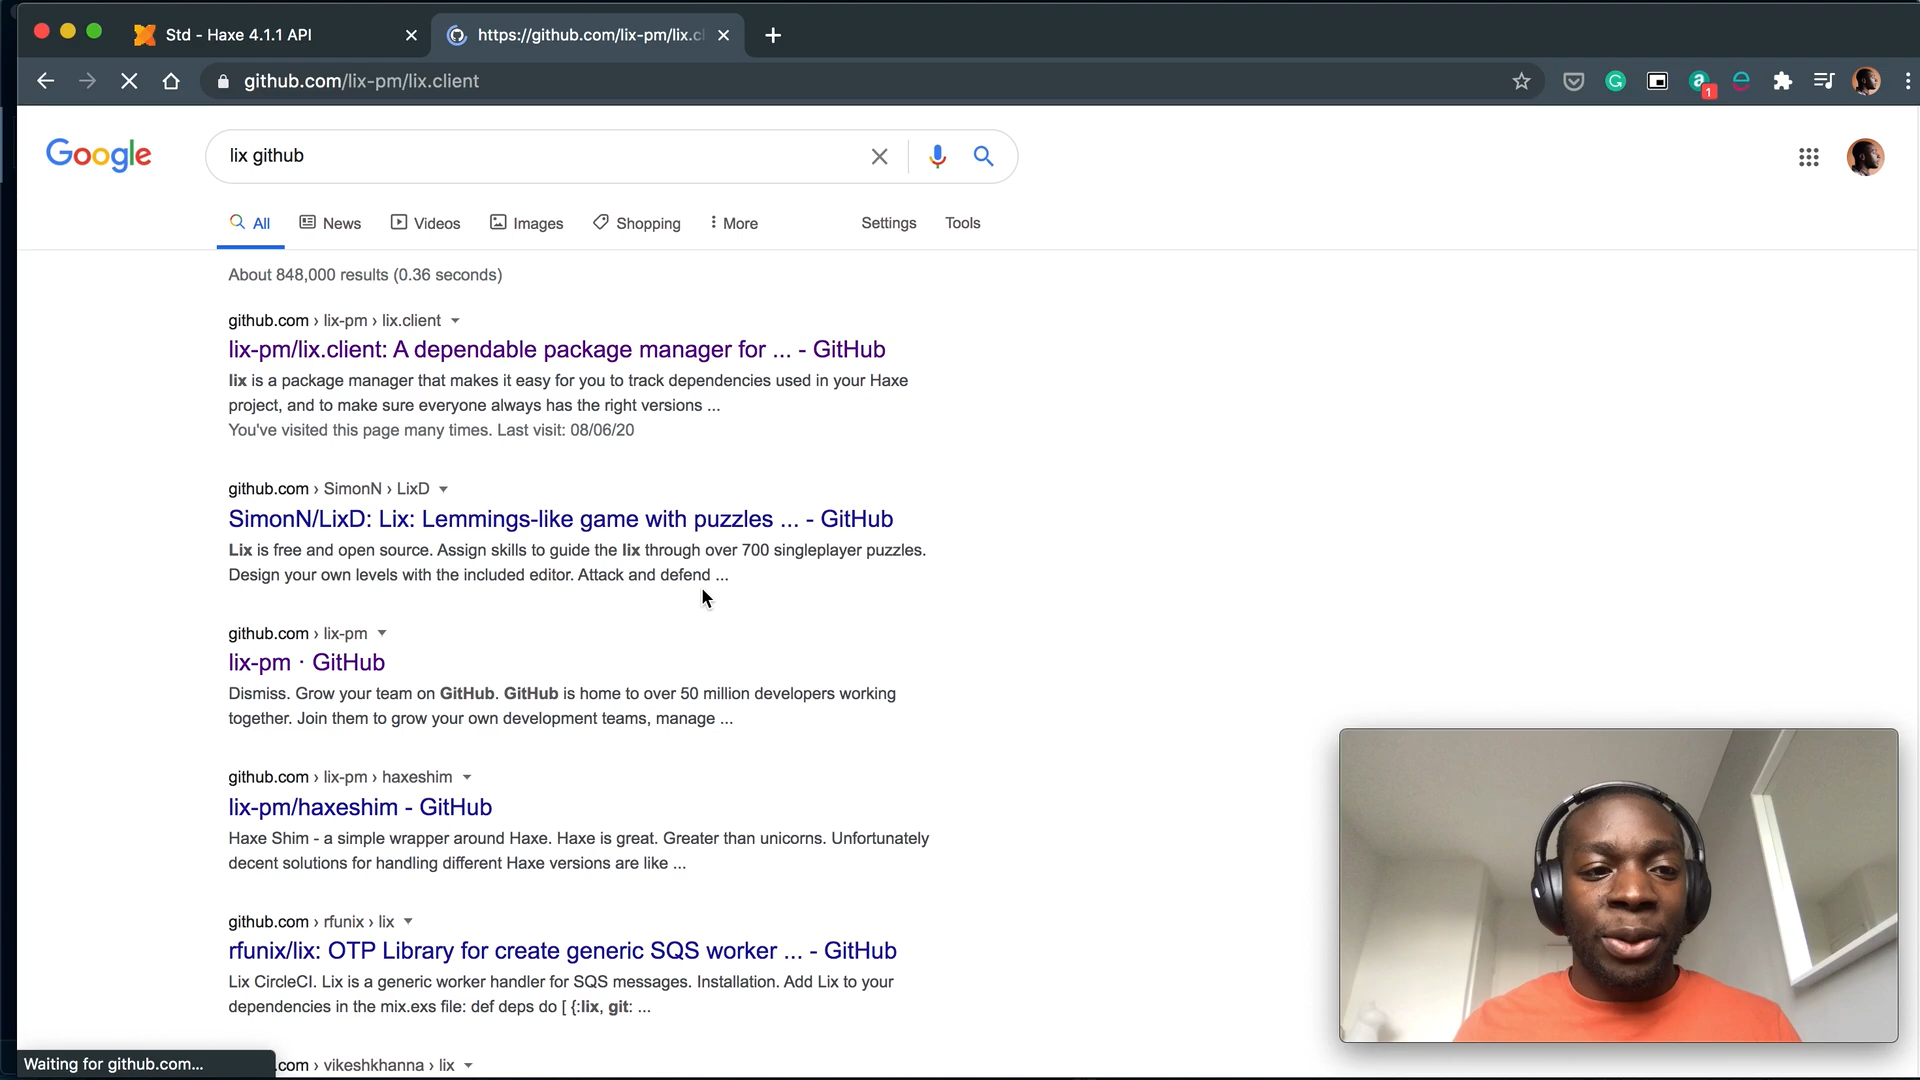 Std - Haxe 4.1.1 API
https://github.com/lix-pm/lix.cl
github.com/lix-pm/lix.client
1
Google
lix github
All
News
Videos
Images
Shopping
More
Settings
Tools
About 848,000 results (0.36 seconds)
github.com › lix-pm › lix.client
lix-pm/lix.client: A dependable package manager for ... - GitHub
lix is a package manager that makes it easy for you to track dependencies used in your Haxe
project, and to make sure everyone always has the right versions ...
You've visited this page many times. Last visit: 08/06/20
github.com › SimonN › LixD
SimonN/LixD: Lix: Lemmings-like game with puzzles ... - GitHub
Lix is free and open source. Assign skills to guide the lix through over 700 singleplayer puzzles.
Design your own levels with the included editor. Attack and defend ...
github.com › lix-pm
lix-pm · GitHub
Dismiss. Grow your team on GitHub. GitHub is home to over 50 million developers working
together. Join them to grow your own development teams, manage ...
github.com › lix-pm › haxeshim
lix-pm/haxeshim - GitHub
Haxe Shim - a simple wrapper around Haxe. Haxe is great. Greater than unicorns. Unfortunately
decent solutions for handling different Haxe versions are like ...
github.com › rfunix › lix
rfunix/lix: OTP Library for create generic SQS worker ... - GitHub
Lix CircleCI. Lix is a generic worker handler for SQS messages. Installation. Add Lix to your
dependencies in the mix.exs file: def deps do [ {:lix, git: ...
Waiting for github.com...
.com › vikeshkhanna › lix